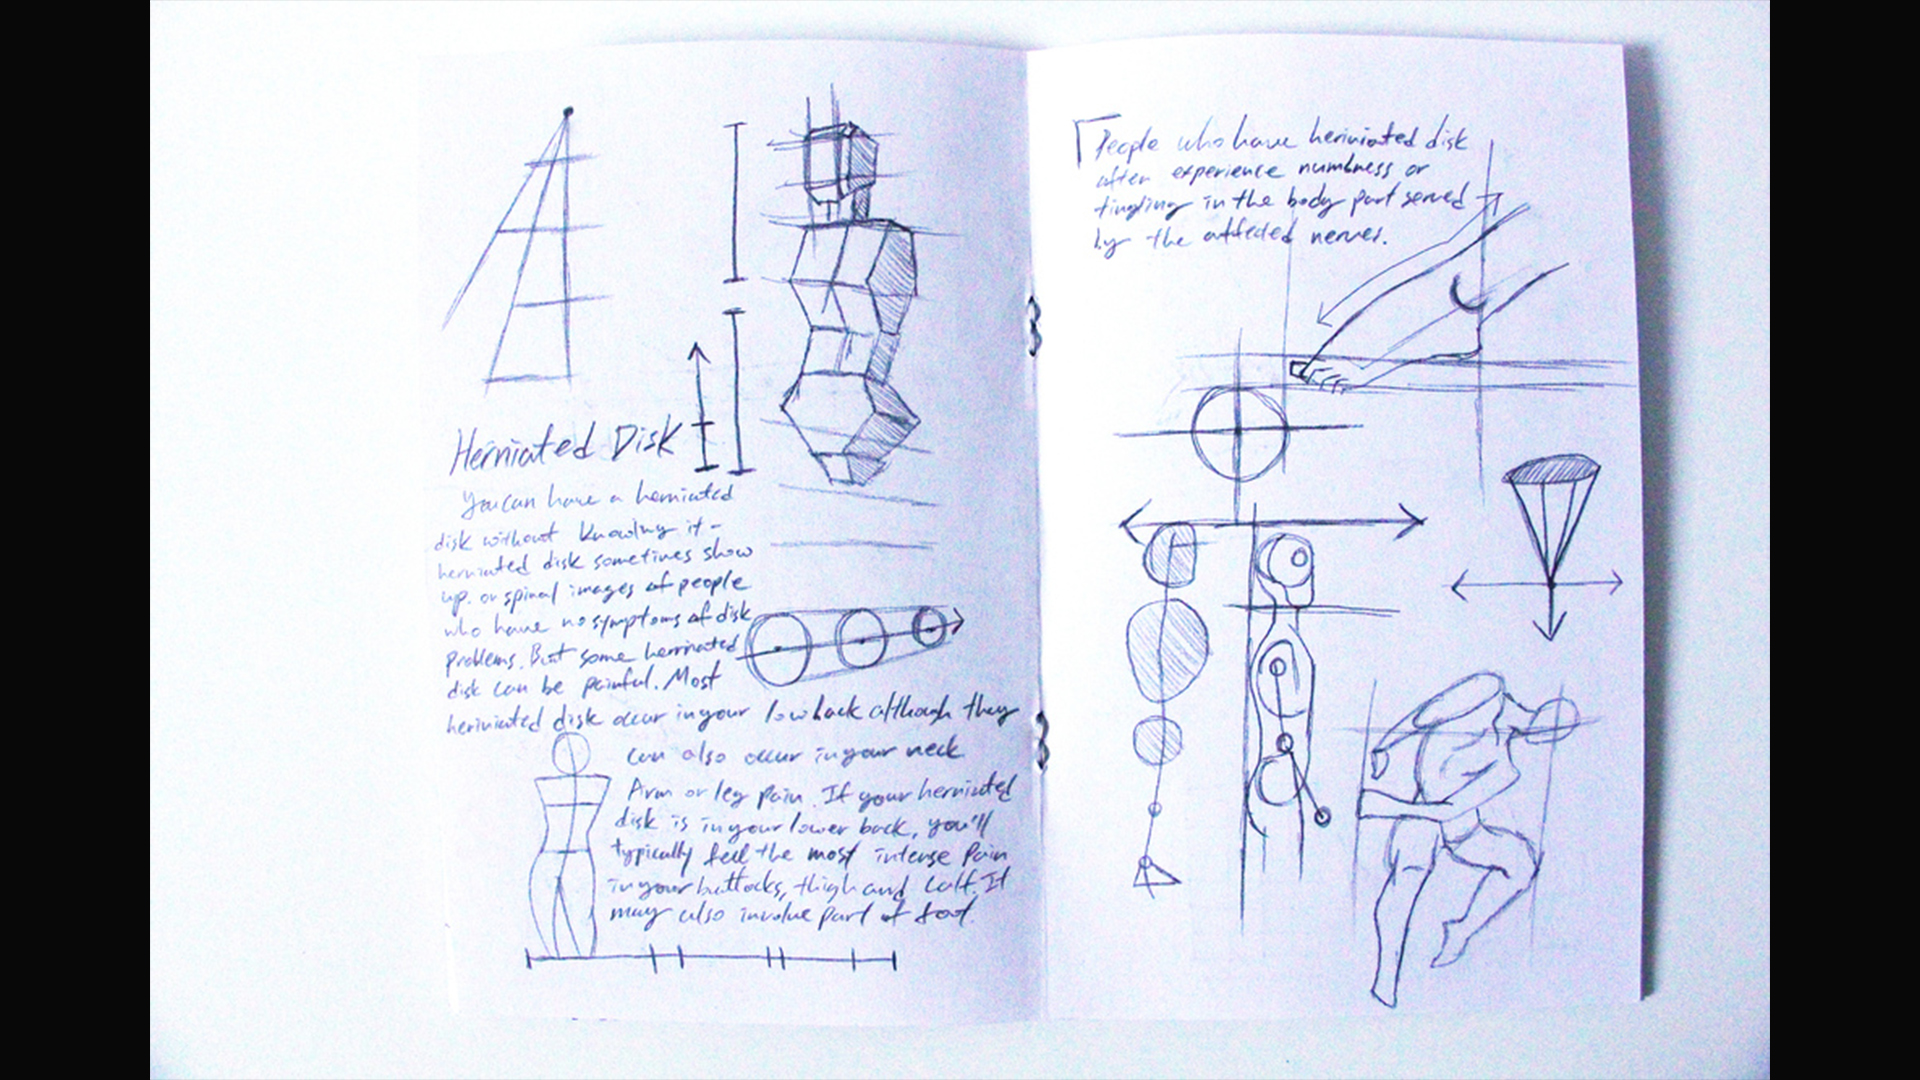 Herniated Disk
You can have a herniated
disk without knowing it -
herniated disk sometimes show
up. on spinal images of people
who have no symptoms of disk
problems. But some herniated
disk can be painful. Most
herniated disk occur in your low back although they
can also occur in your neck
Arm or leg pain. If your herniated
disk is in your lower back, you'll
typically feel the most intense pain
in your buttocks, thigh and calf. It
may also involve part of foot.
People who have herniated disk
often experience numbness or
tingling in the body part served
by the affected nerves.